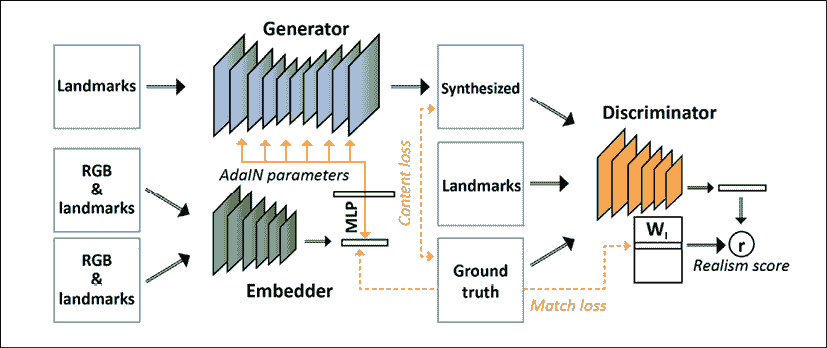 Generator
Landmarks
Synthesized
Discriminator
RGB
&
landmarks
AdaIN parameters
Content loss
Landmarks
MLP
RGB
&
landmarks
Embedder
Ground
truth
Wi
r
Realism score
Match loss